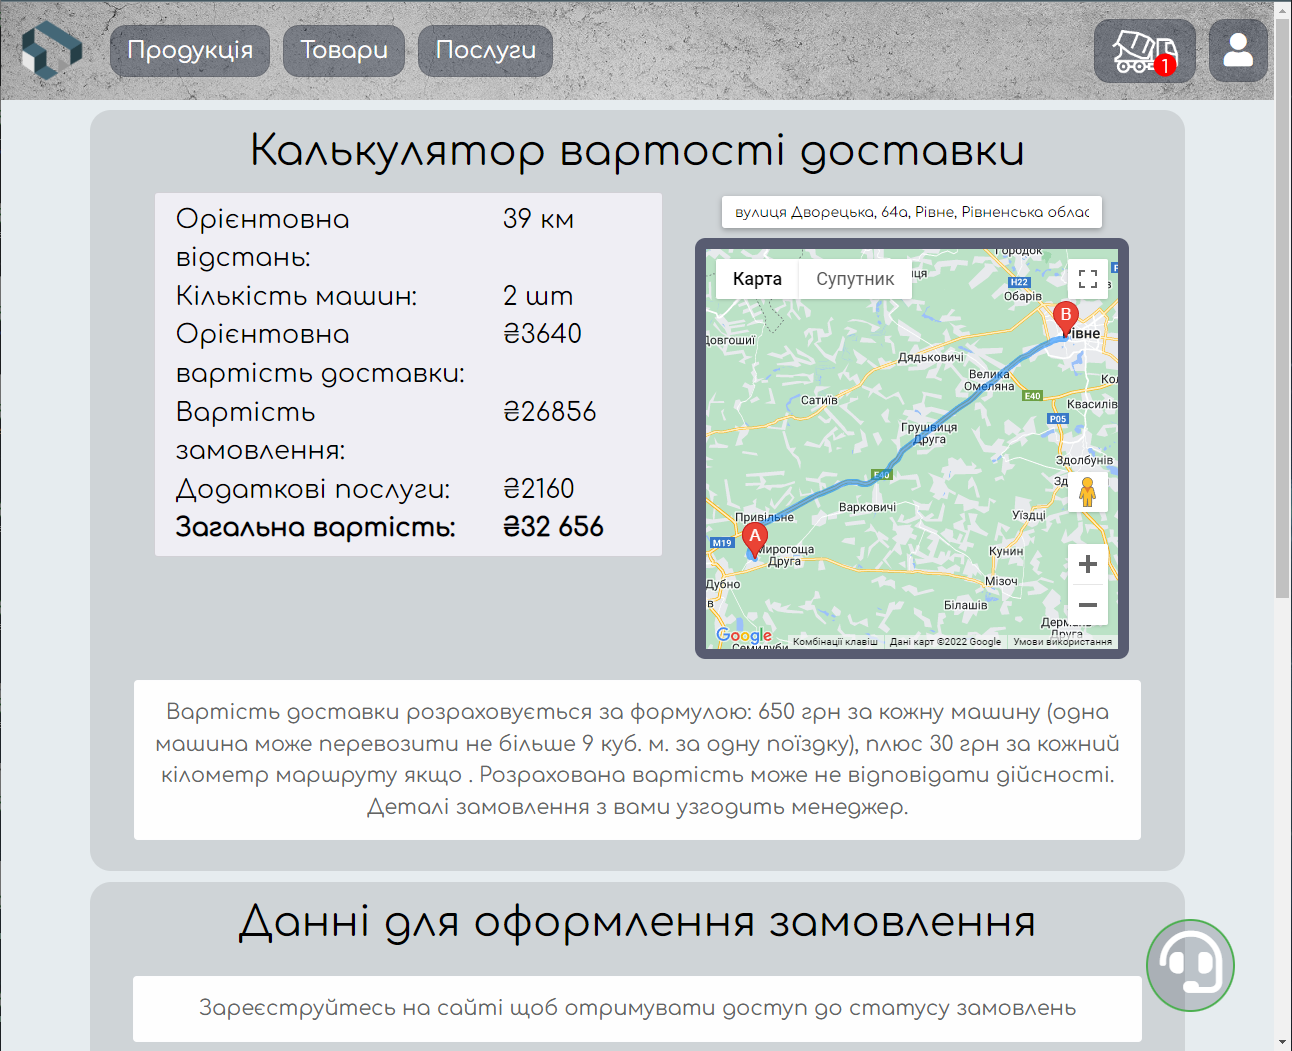 Продукція Товари Послуги
1
Калькулятор вартості доставки
Орієнтовна відстань: 39 км
Кількість машин: 2 шт
Орієнтовна вартість доставки: ₴3640
Вартість замовлення: ₴26856
Додаткові послуги: ₴2160
Загальна вартість: ₴32 656
вулиця Дворецька, 64а, Рівне, Рівненська облас
Карта Супутник
Городок
H22
Обарів
B
Рівне
Довгошиї
Дядьковичі
Велика Омеляна
E40
Сатиїв
Квасилів
P05
Грушвиця Друга
Здолбунів
E40
Варковичі
Привільне
Уїздці
A
M19
Мирогоща Друга
Кунин
Дубно
Мізоч
Білашів
Google
Комбінації клавіш Дані карт ©2022 Google Умови використання
Вартість доставки розраховується за формулою: 650 грн за кожну машину (одна
машина може перевозити не більше 9 куб. м. за одну поїздку), плюс 30 грн за кожний
кілометр маршруту якщо . Розрахована вартість може не відповідати дійсності.
Деталі замовлення з вами узгодить менеджер.
Данні для оформлення замовлення
Зареєструйтесь на сайті щоб отримувати доступ до статусу замовлень